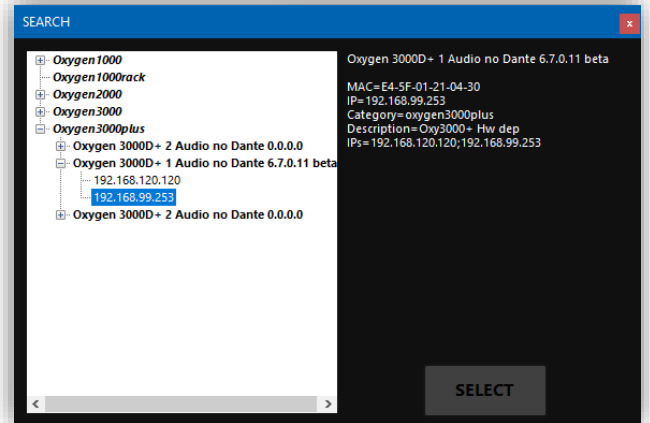 SEARCH
x
Oxygen1000
Oxygen1000rack
Oxygen2000
Oxygen3000
Oxygen3000plus
Oxygen 3000D+ 2 Audio no Dante 0.0.0.0
Oxygen 3000D+ 1 Audio no Dante 6.7.0.11 beta
192.168.120.120
192.168.99.253
Oxygen 3000D+ 2 Audio no Dante 0.0.0.0
Oxygen 3000D+ 1 Audio no Dante 6.7.0.11 beta
MAC=E4-5F-01-21-04-30
IP=192.168.99.253
Category=oxygen3000plus
Description=Oxy3000+ Hw dep
IPs=192.168.120.120;192.168.99.253
SELECT